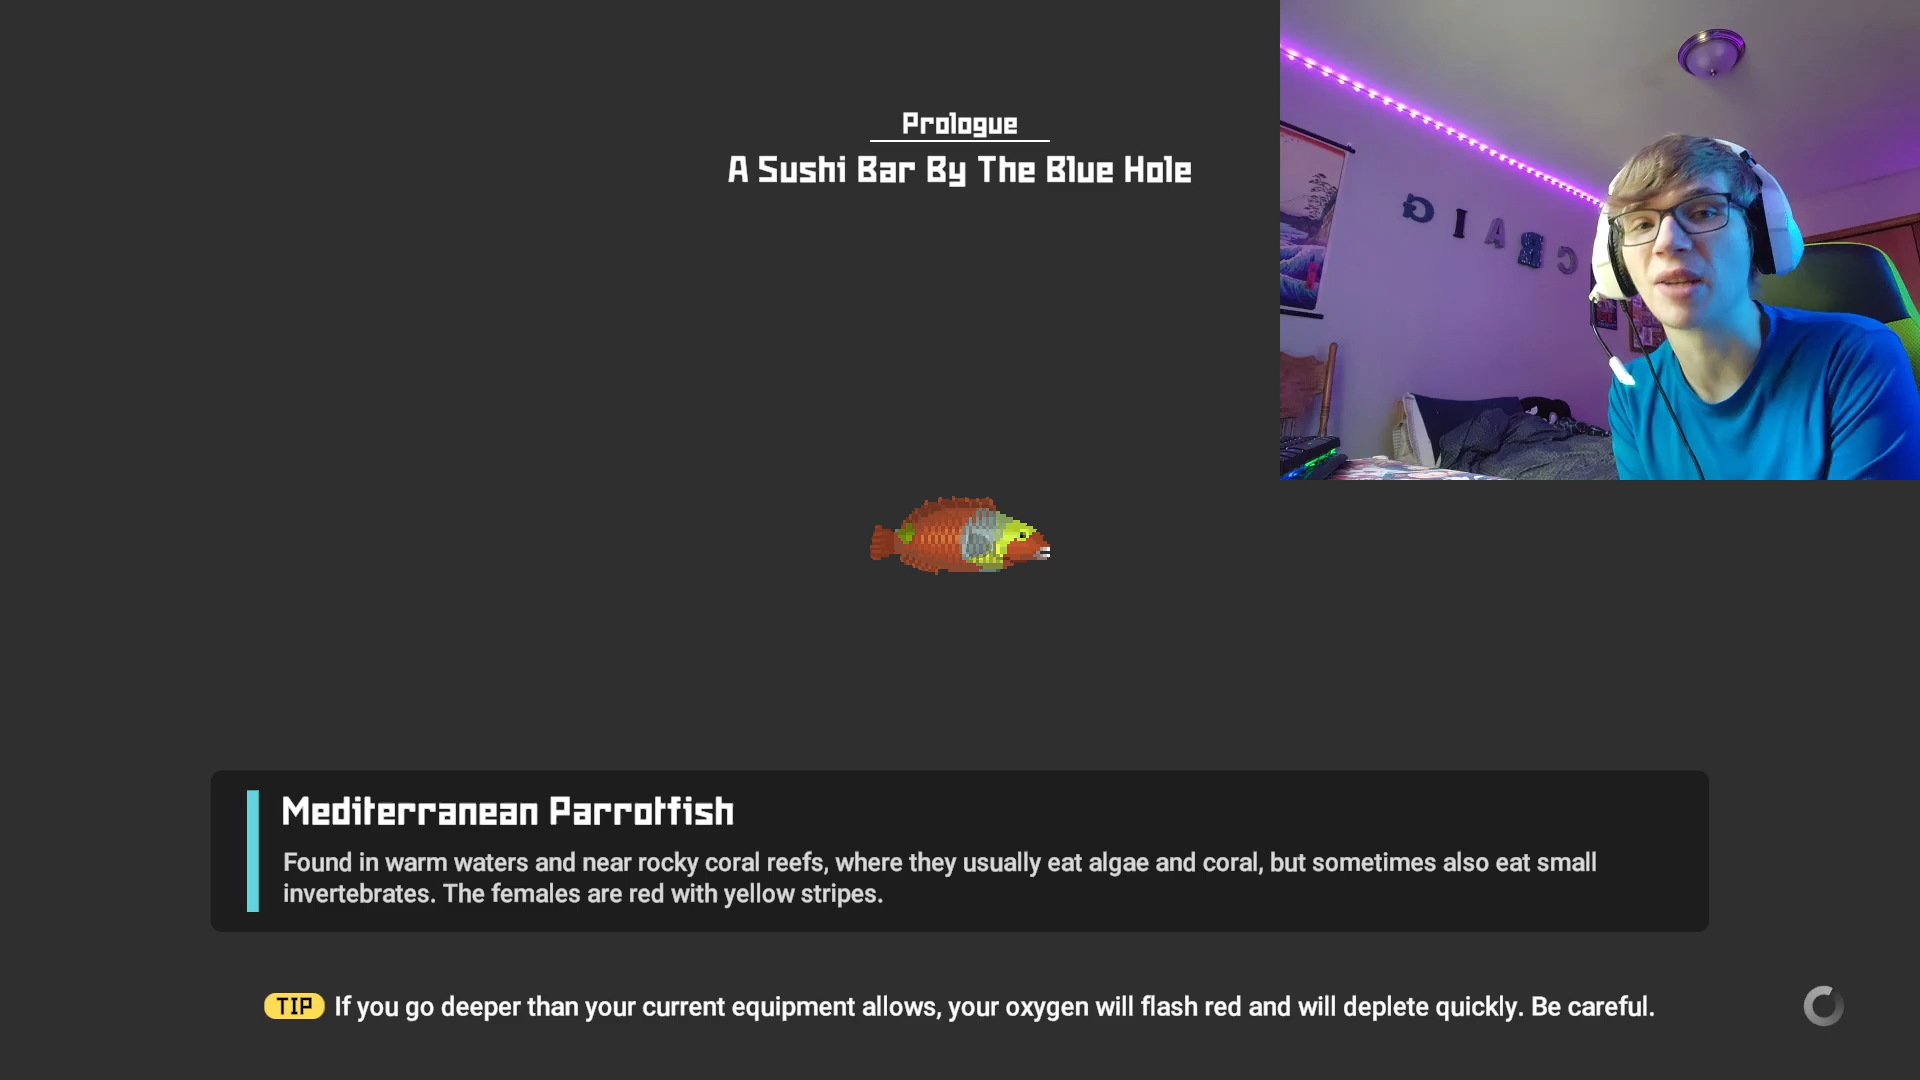 Prologue
A Sushi Bar By The Blue Hole
CRAIG
Mediterranean Parrotfish
Found in warm waters and near rocky coral reefs, where they usually eat algae and coral, but sometimes also eat small
invertebrates. The females are red with yellow stripes.
TIP If you go deeper than your current equipment allows, your oxygen will flash red and will deplete quickly. Be careful.